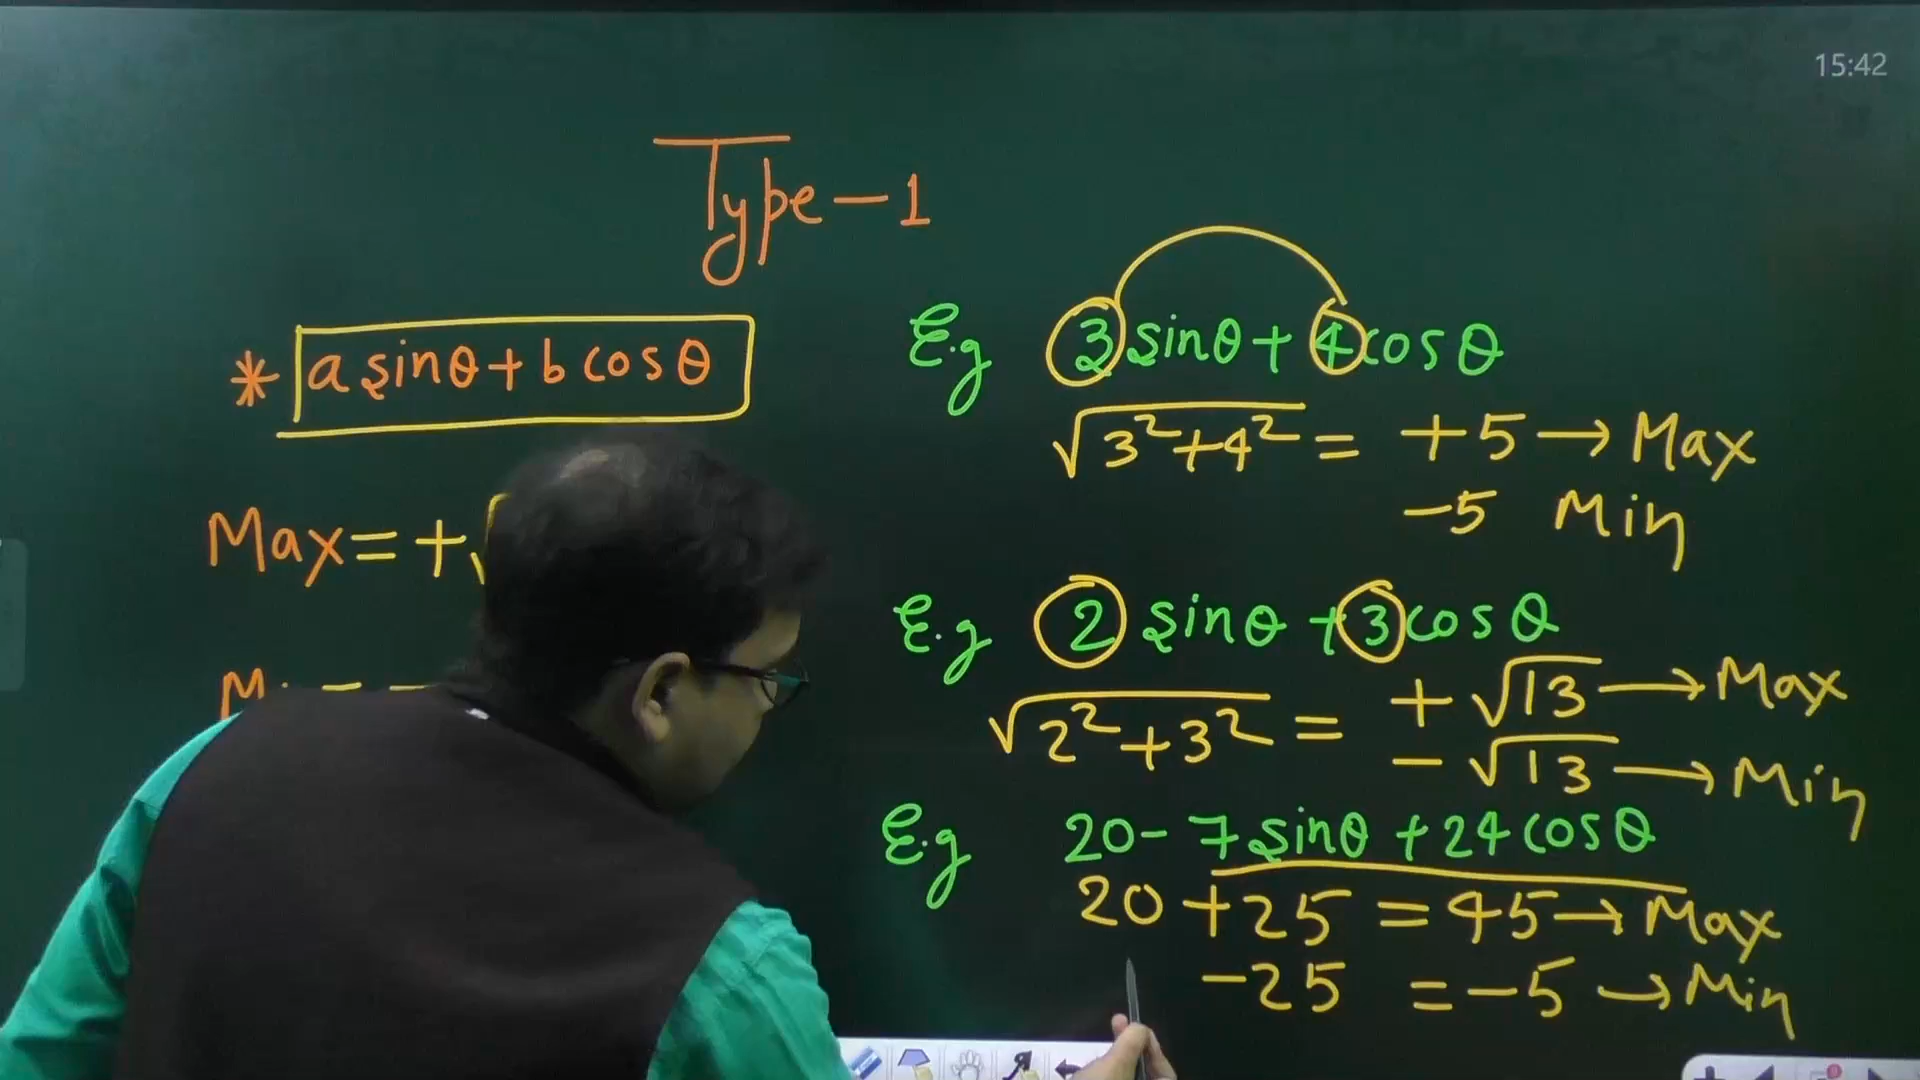 15:42
Type-1
* a sinθ + b cosθ
Max = +√
E.g 3 sinθ + 4 cosθ
√3²+4² = +5 → Max
-5 Min
E.g 2 sinθ + 3 cosθ
√2²+3² = +√13 → Max
-√13 → Min
E.g 20 - 7 sinθ + 24 cosθ
20 + 25 = 45 → Max
-25 = -5 → Min